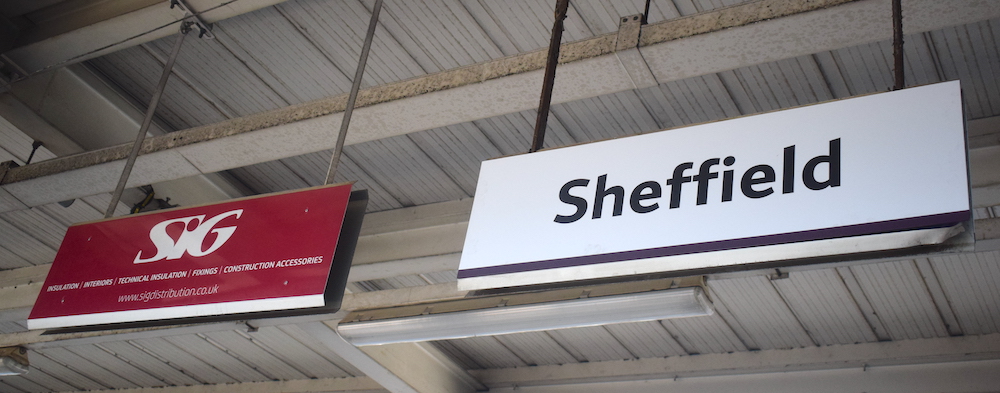 SIG
INSULATION / INTERIORS / TECHNICAL INSULATION / FIXINGS / CONSTRUCTION ACCESSORIES
www.sigdistribution.co.uk
Sheffield